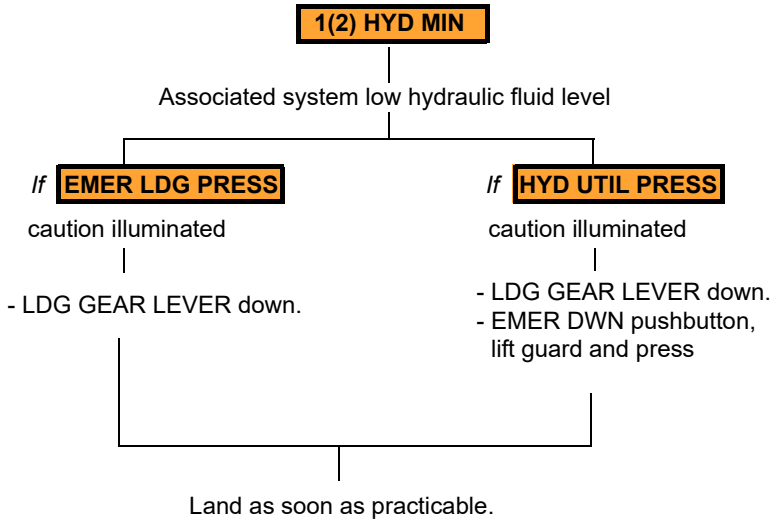 1(2) HYD MIN
Associated system low hydraulic fluid level
If EMER LDG PRESS
caution illuminated
- LDG GEAR LEVER down.
If HYD UTIL PRESS
caution illuminated
- LDG GEAR LEVER down.
- EMER DWN pushbutton,
lift guard and press
Land as soon as practicable.